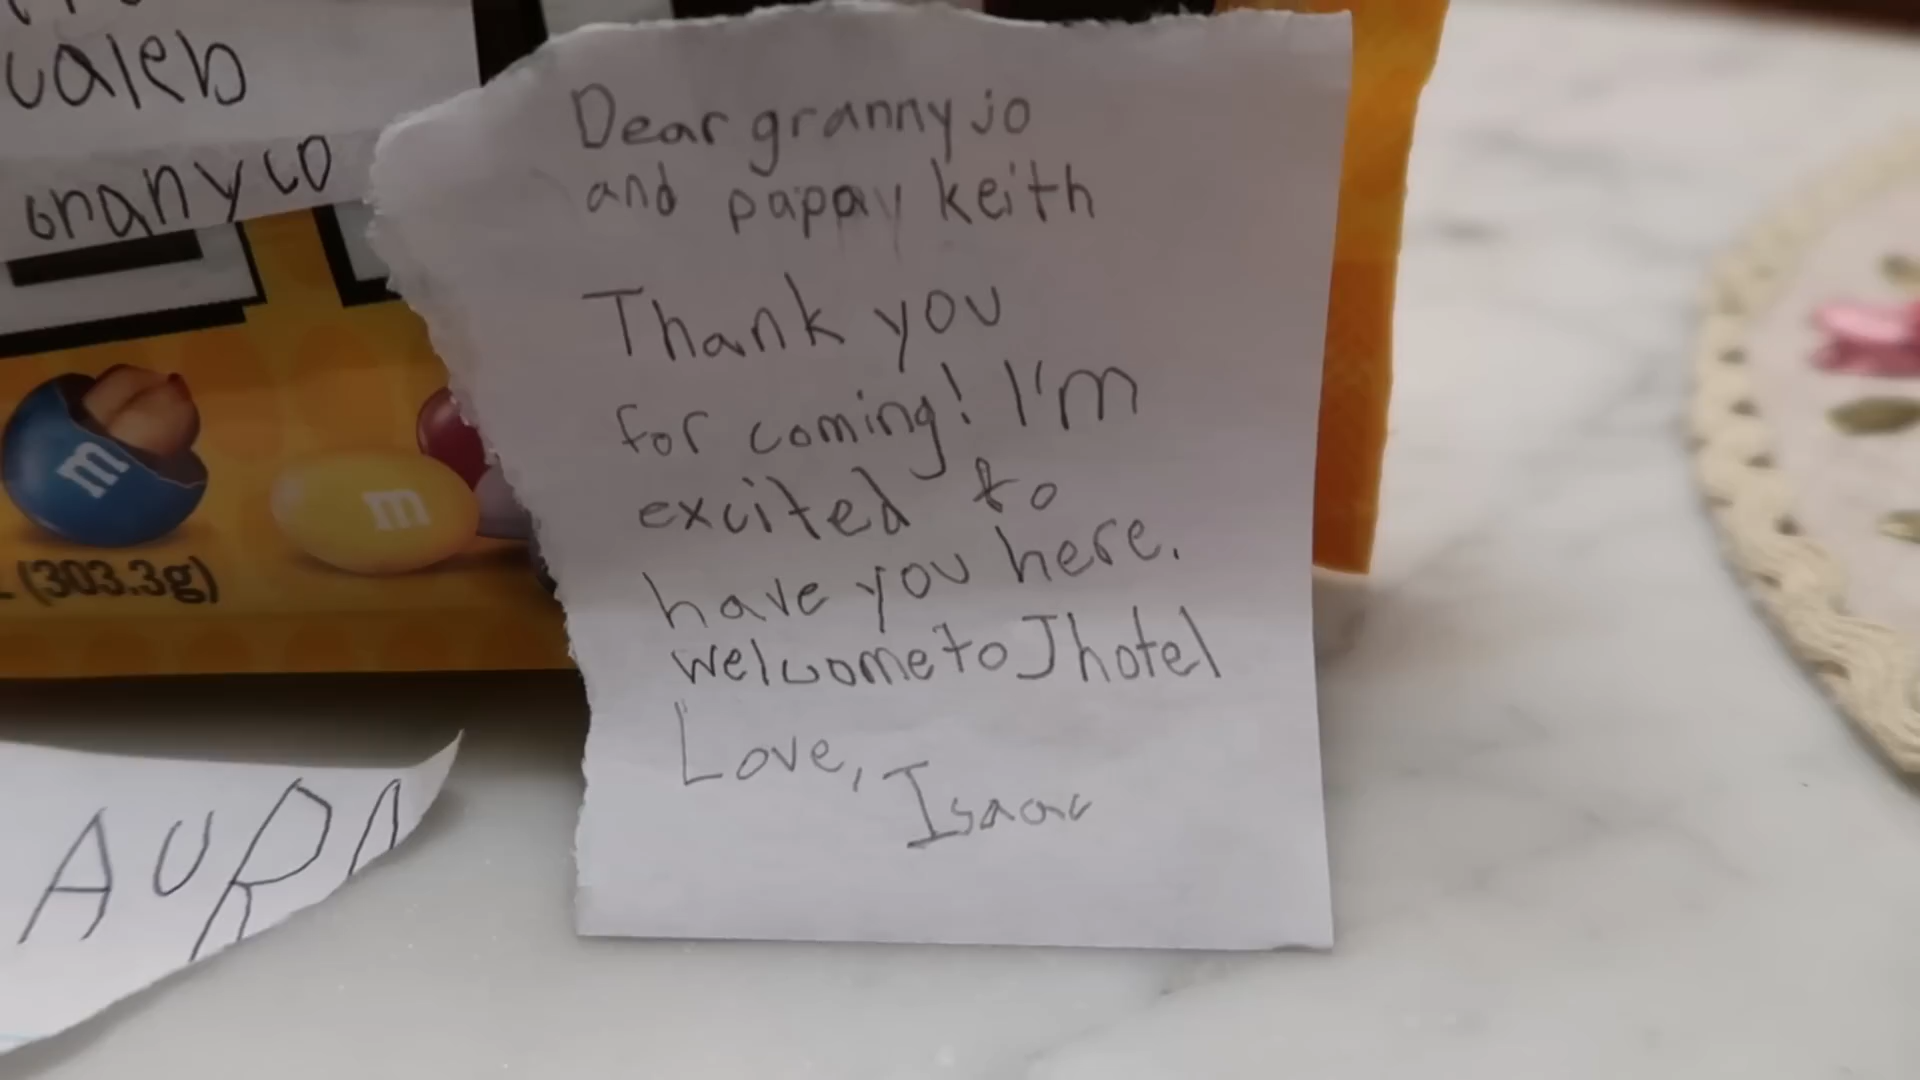 caleb
granyjo
m
m
(303.3g)
Dear granny jo
and pappy keith
Thank you
for coming! I'm
excited to
have you here.
welcome to J hotel
Love,
Isaac
AURA